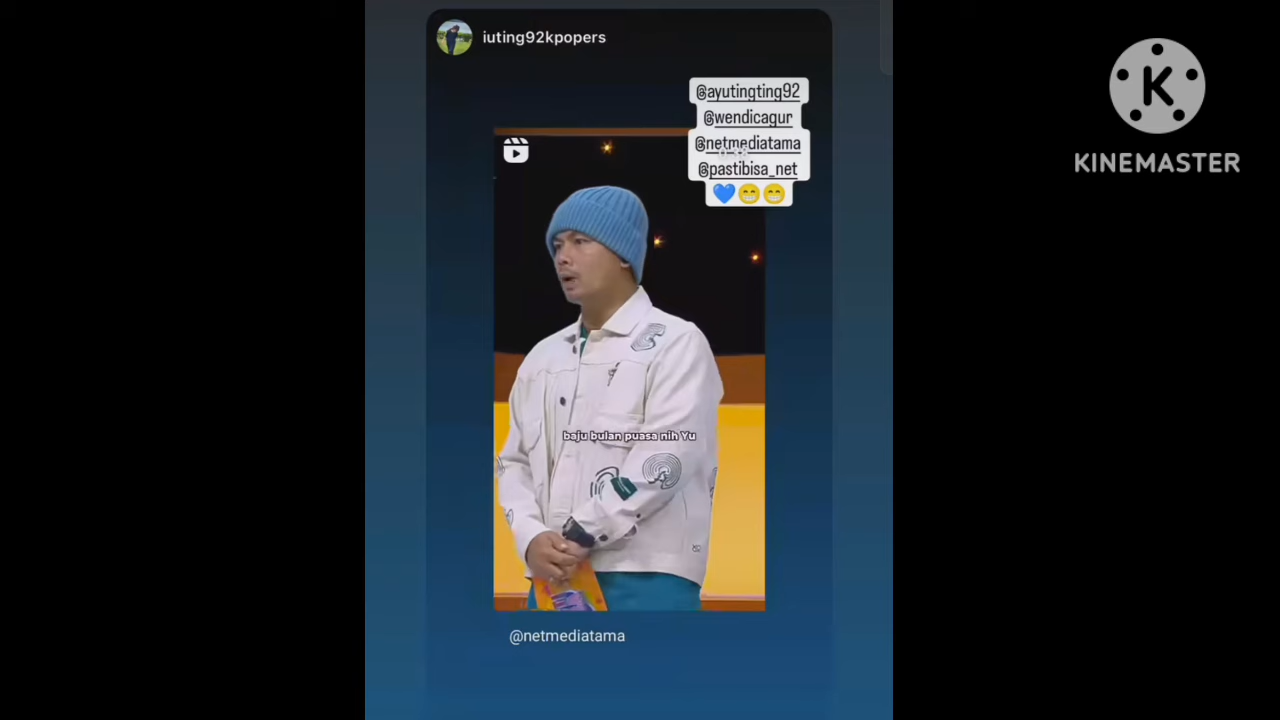 iuting92kpopers
@ayutingting92
@wendicagur
@netmediatama
@pastibisa_net
💙😁😁
baju bulan puasa nih Yu
@netmediatama
K
KINEMASTER